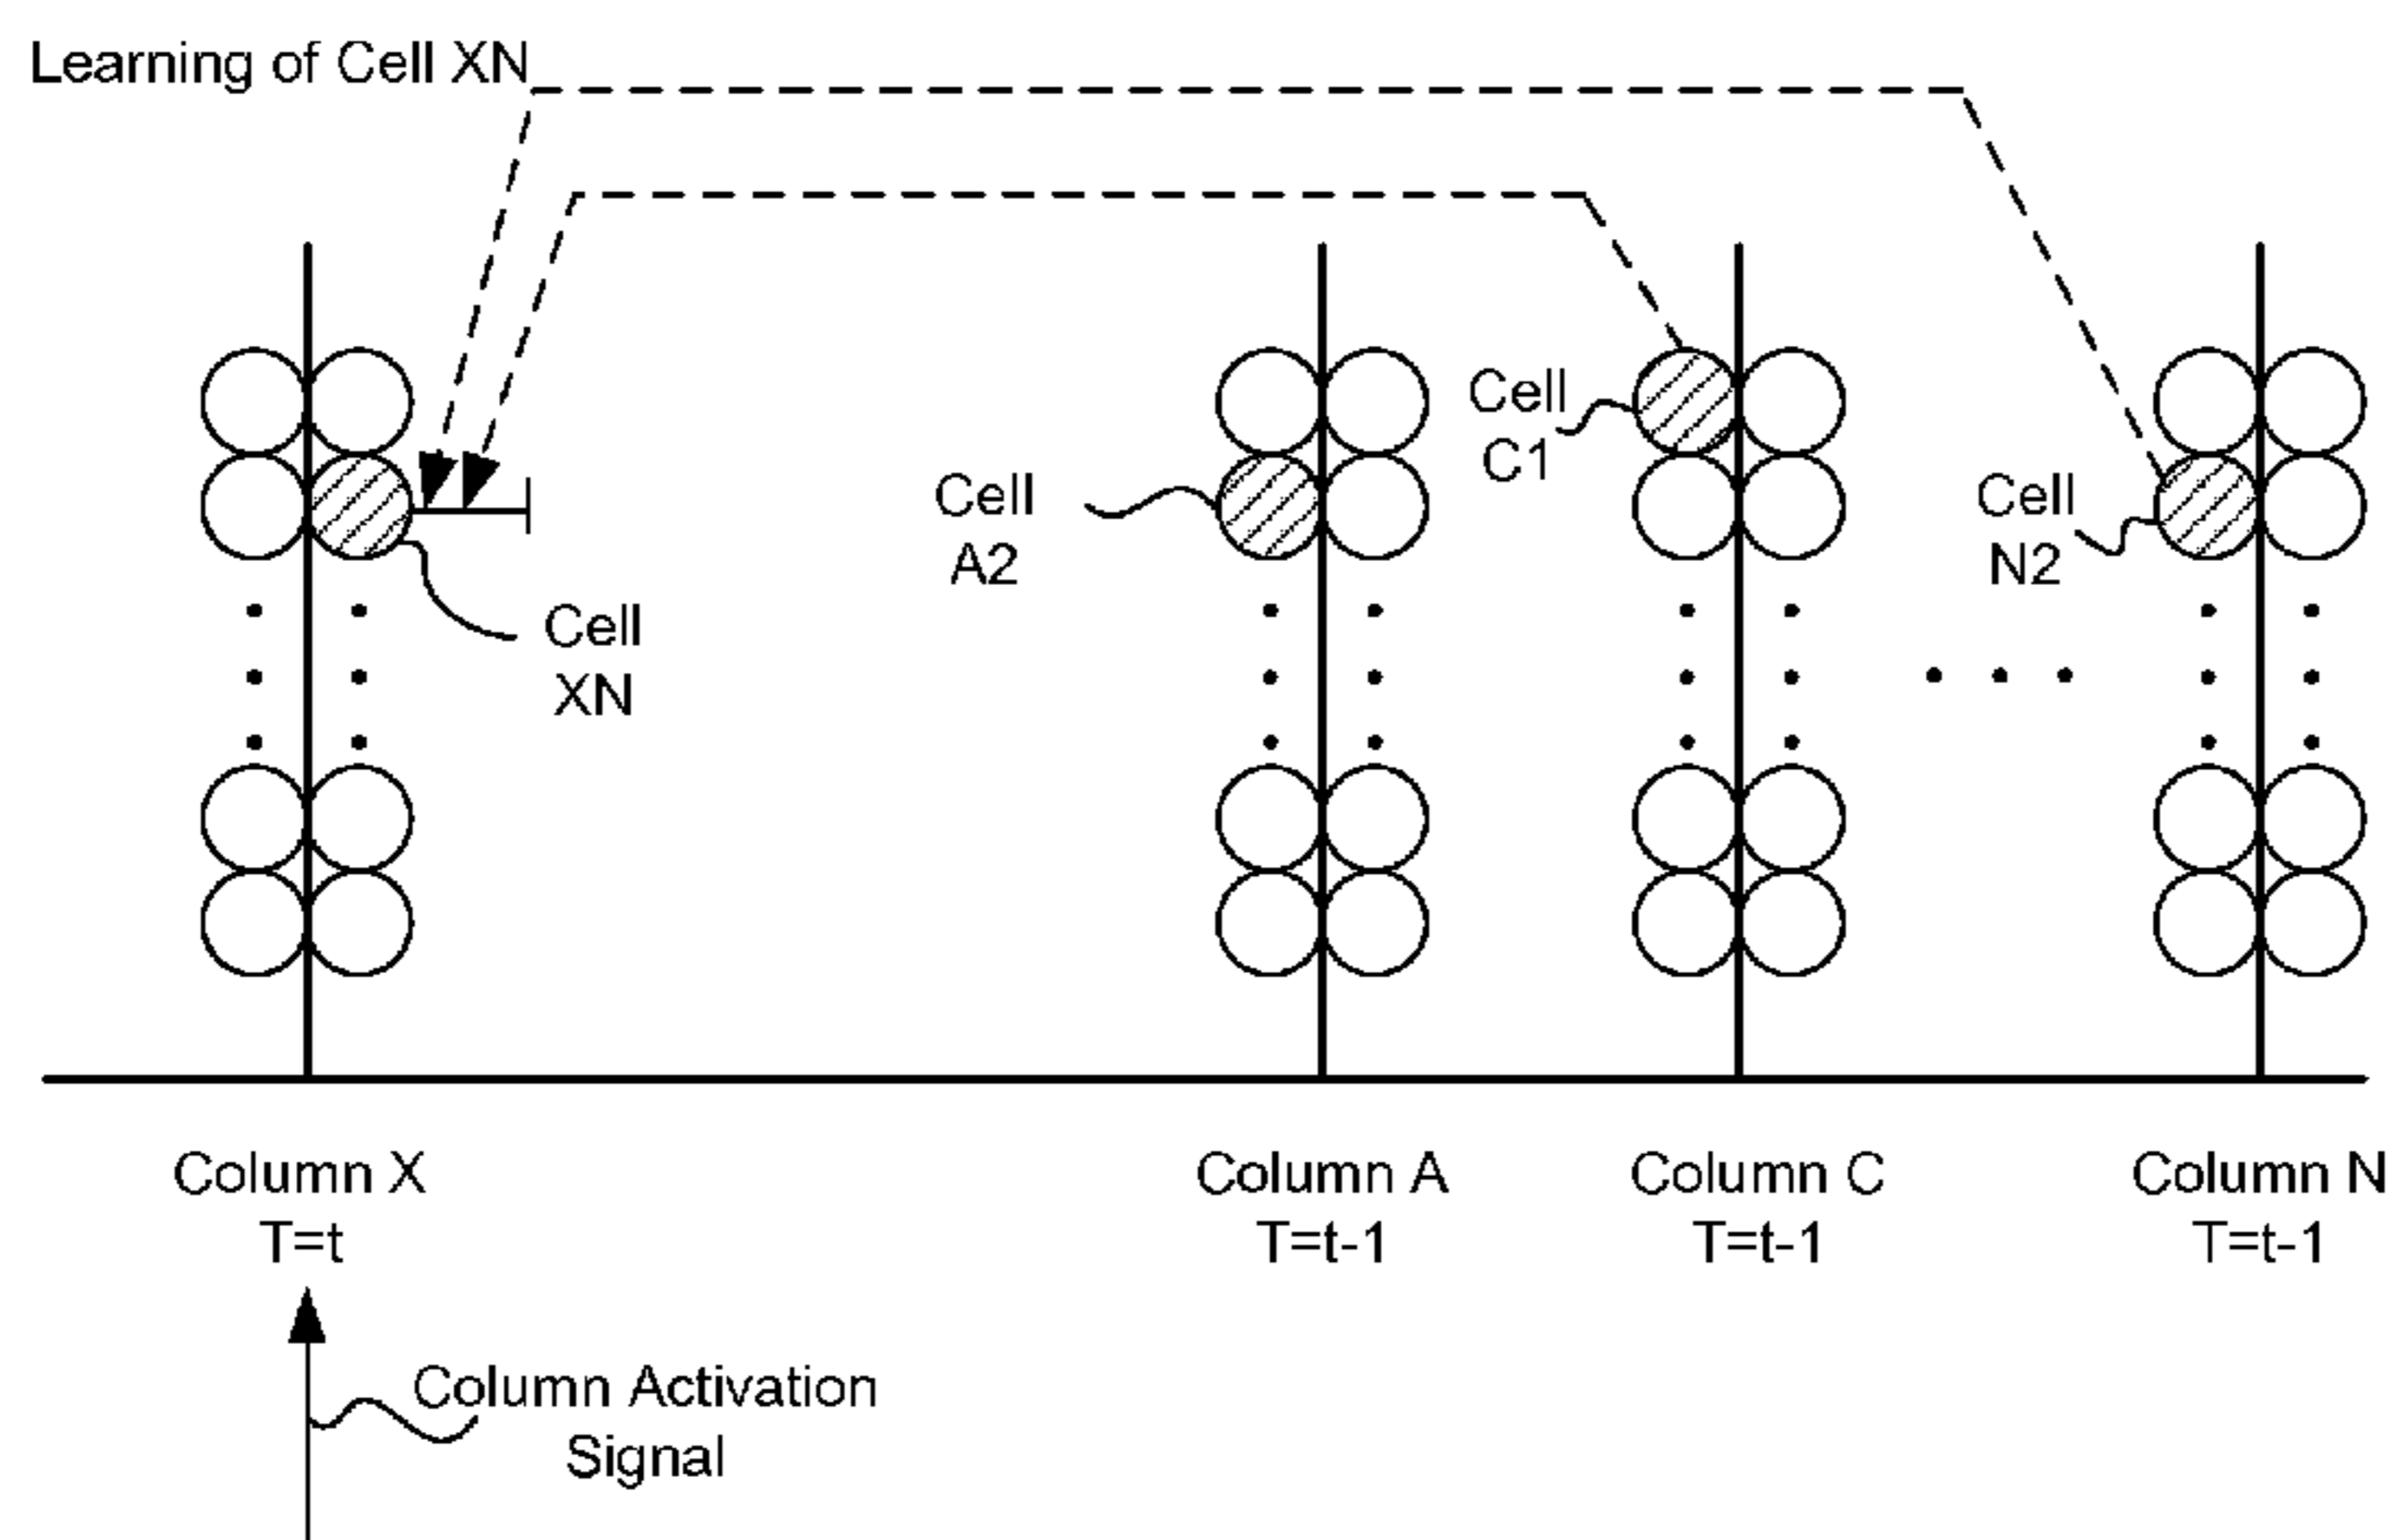 Learning of Cell XN
Cell
C1
Cell
A2
Cell
N2
Cell
XN
Column X
T=t
Column A
T=t-1
Column C
T=t-1
Column N
T=t-1
Column Activation
Signal